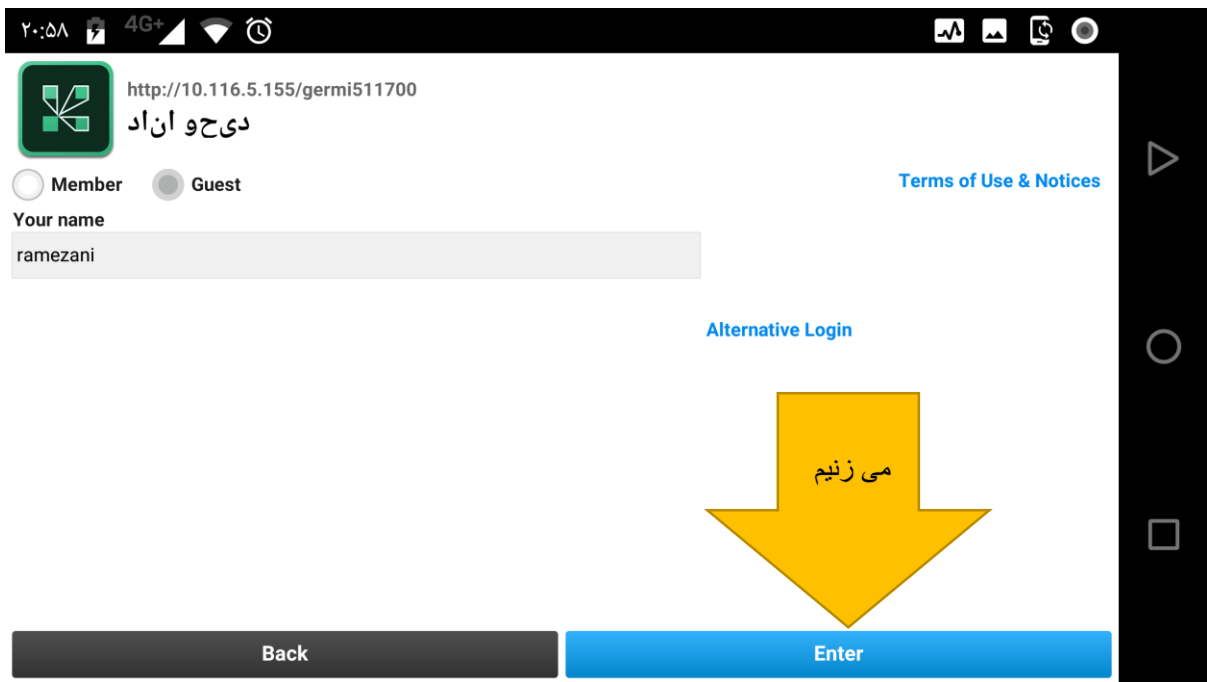 ۲۰:۵۸ 4G+
http://10.116.5.155/germi511700
دیحو اناد
Member Guest Terms of Use & Notices
Your name
ramezani
Alternative Login
می زنیم
Back Enter